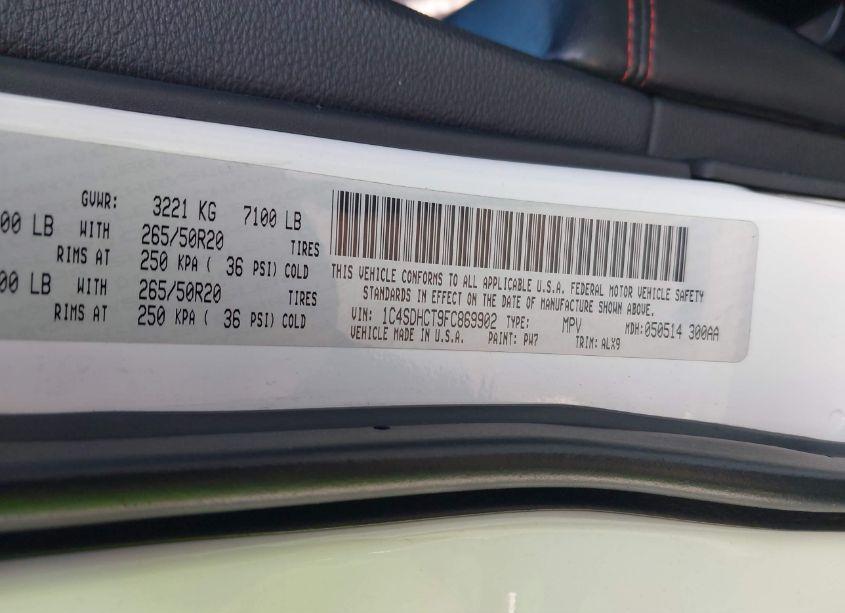 GVWR: 3221 KG 7100 LB
00 LB WITH 265/50R20 TIRES
RIMS AT 250 KPA ( 36 PSI) COLD
00 LB WITH 265/50R20 TIRES
RIMS AT 250 KPA ( 36 PSI) COLD
THIS VEHICLE CONFORMS TO ALL APPLICABLE U.S.A. FEDERAL MOTOR VEHICLE SAFETY
STANDARDS IN EFFECT ON THE DATE OF MANUFACTURE SHOWN ABOVE.
VIN: 1C4SDHCT9FC869902 TYPE: MPV MDH:050514 300AA
VEHICLE MADE IN U.S.A. PAINT: PW7 TRIM: ALX9